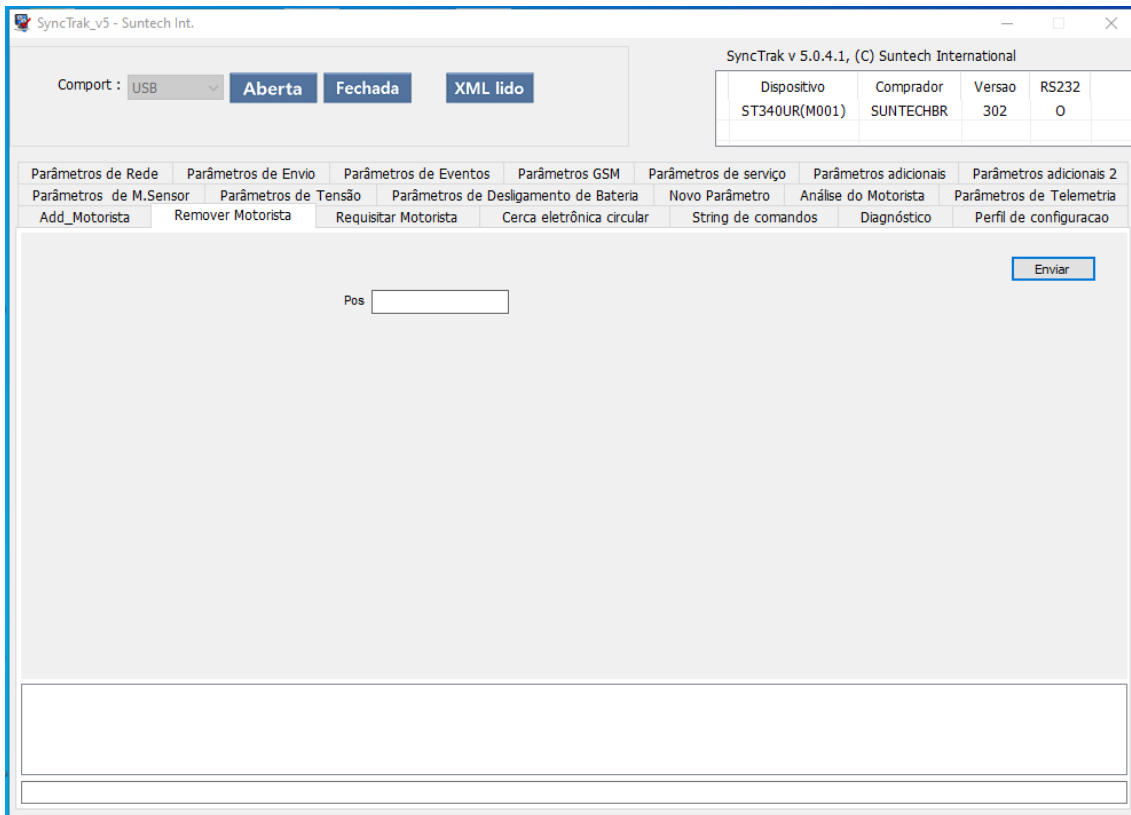 SyncTrak_v5 - Suntech Int.
SyncTrak v 5.0.4.1, (C) Suntech International
Comport : USB Aberta Fechada XML lido
Dispositivo Comprador Versao RS232
ST340UR(M001) SUNTECHBR 302 O
Parâmetros de Rede Parâmetros de Envio Parâmetros de Eventos Parâmetros GSM Parâmetros de serviço Parâmetros adicionais Parâmetros adicionais 2
Parâmetros de M.Sensor Parâmetros de Tensão Parâmetros de Desligamento de Bateria Novo Parâmetro Análise do Motorista Parâmetros de Telemetria
Add_Motorista Remover Motorista Requisitar Motorista Cerca eletrônica circular String de comandos Diagnóstico Perfil de configuracao
Enviar
Pos